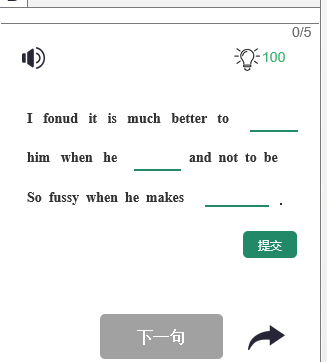 0/5
100
I fonud it is much better to
him when he and not to be
So fussy when he makes .
提交
下一句